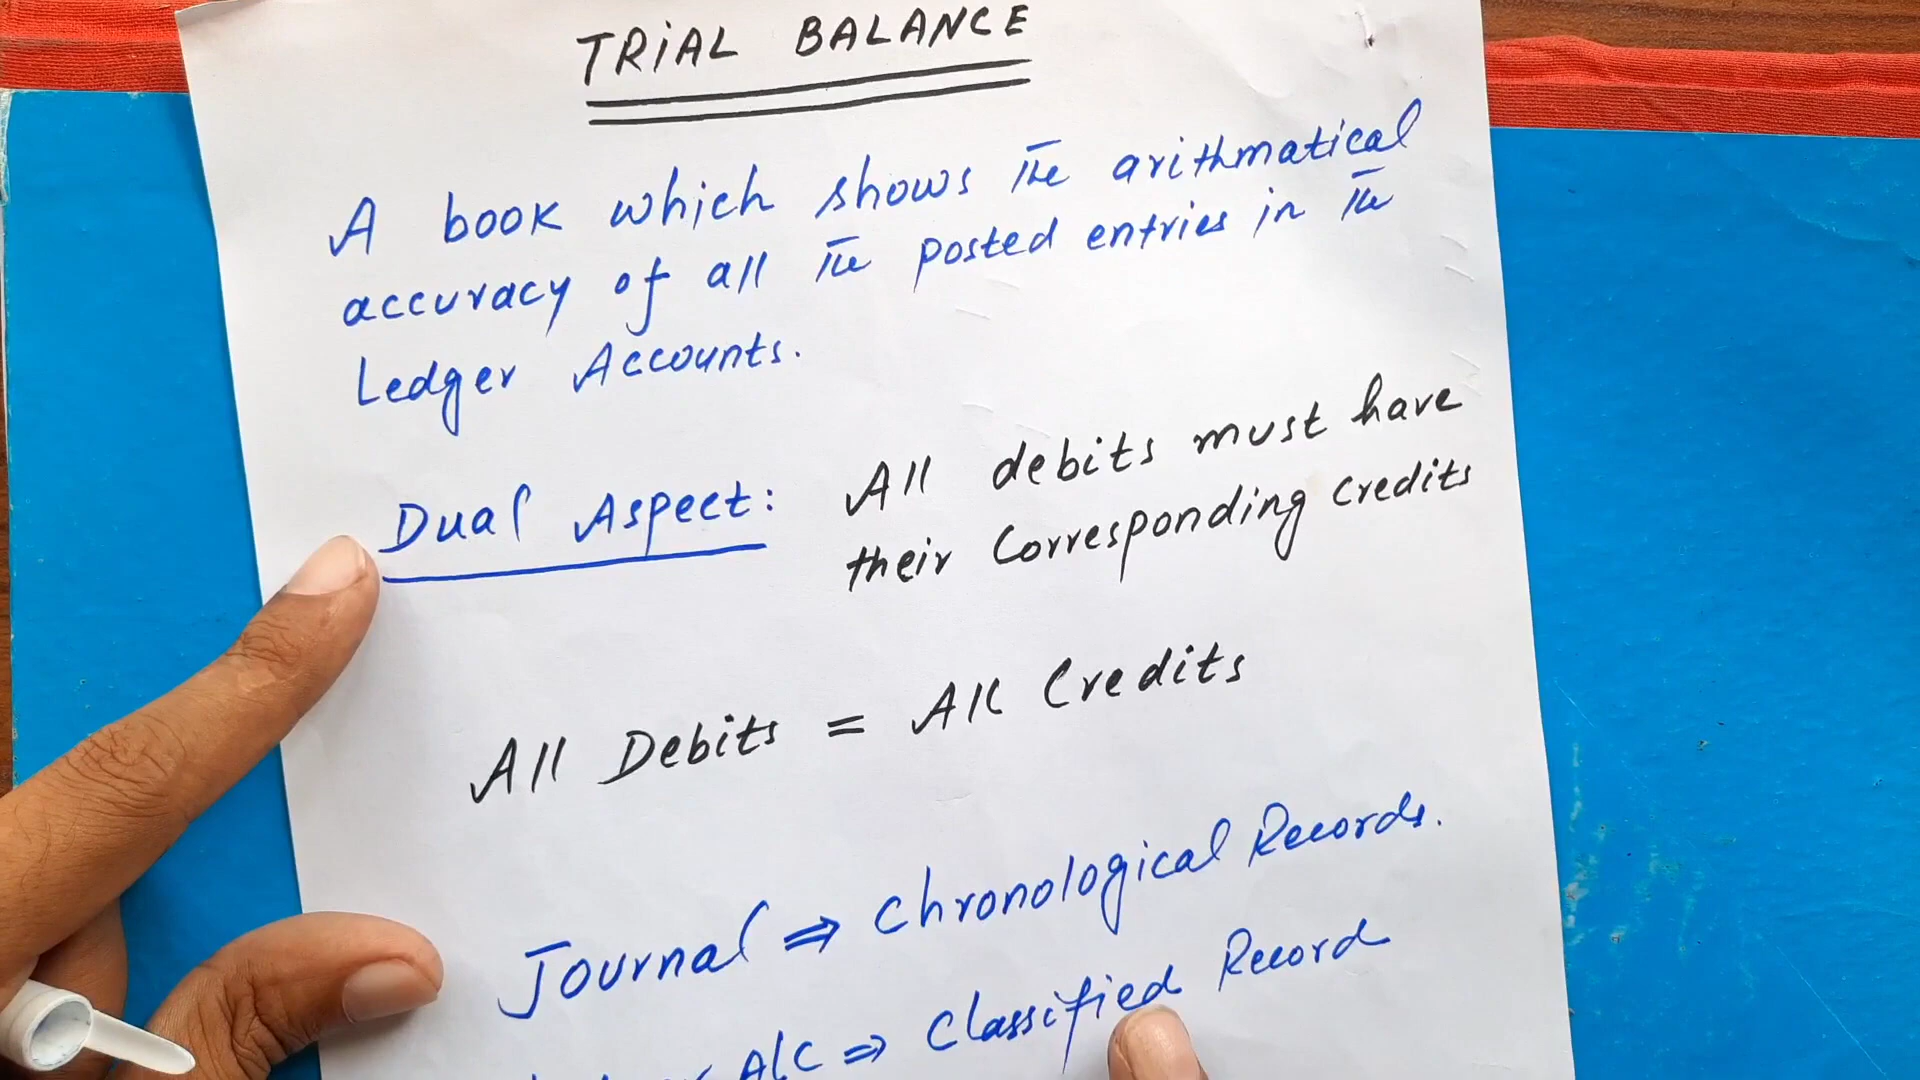 TRIAL BALANCE
A book which shows the arithmatical
accuracy of all the posted entries in the
Ledger Accounts.
Dual Aspect: All debits must have
their Corresponding Credits
All Debits = All Credits
Journal ⇒ Chronological Records.
A/C ⇒ Classified Record